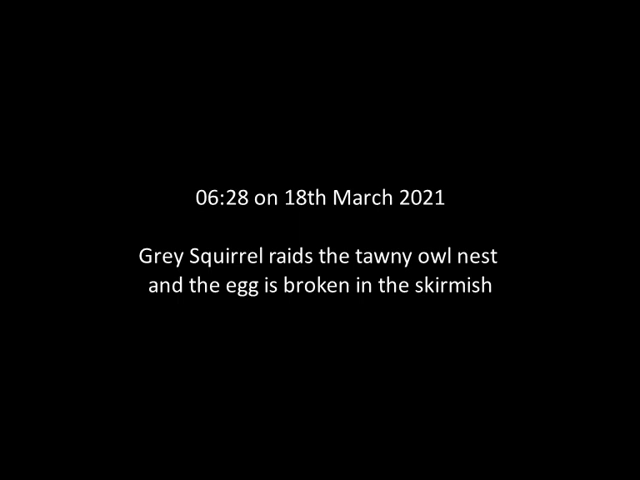 06:28 on 18th March 2021
Grey Squirrel raids the tawny owl nest
and the egg is broken in the skirmish